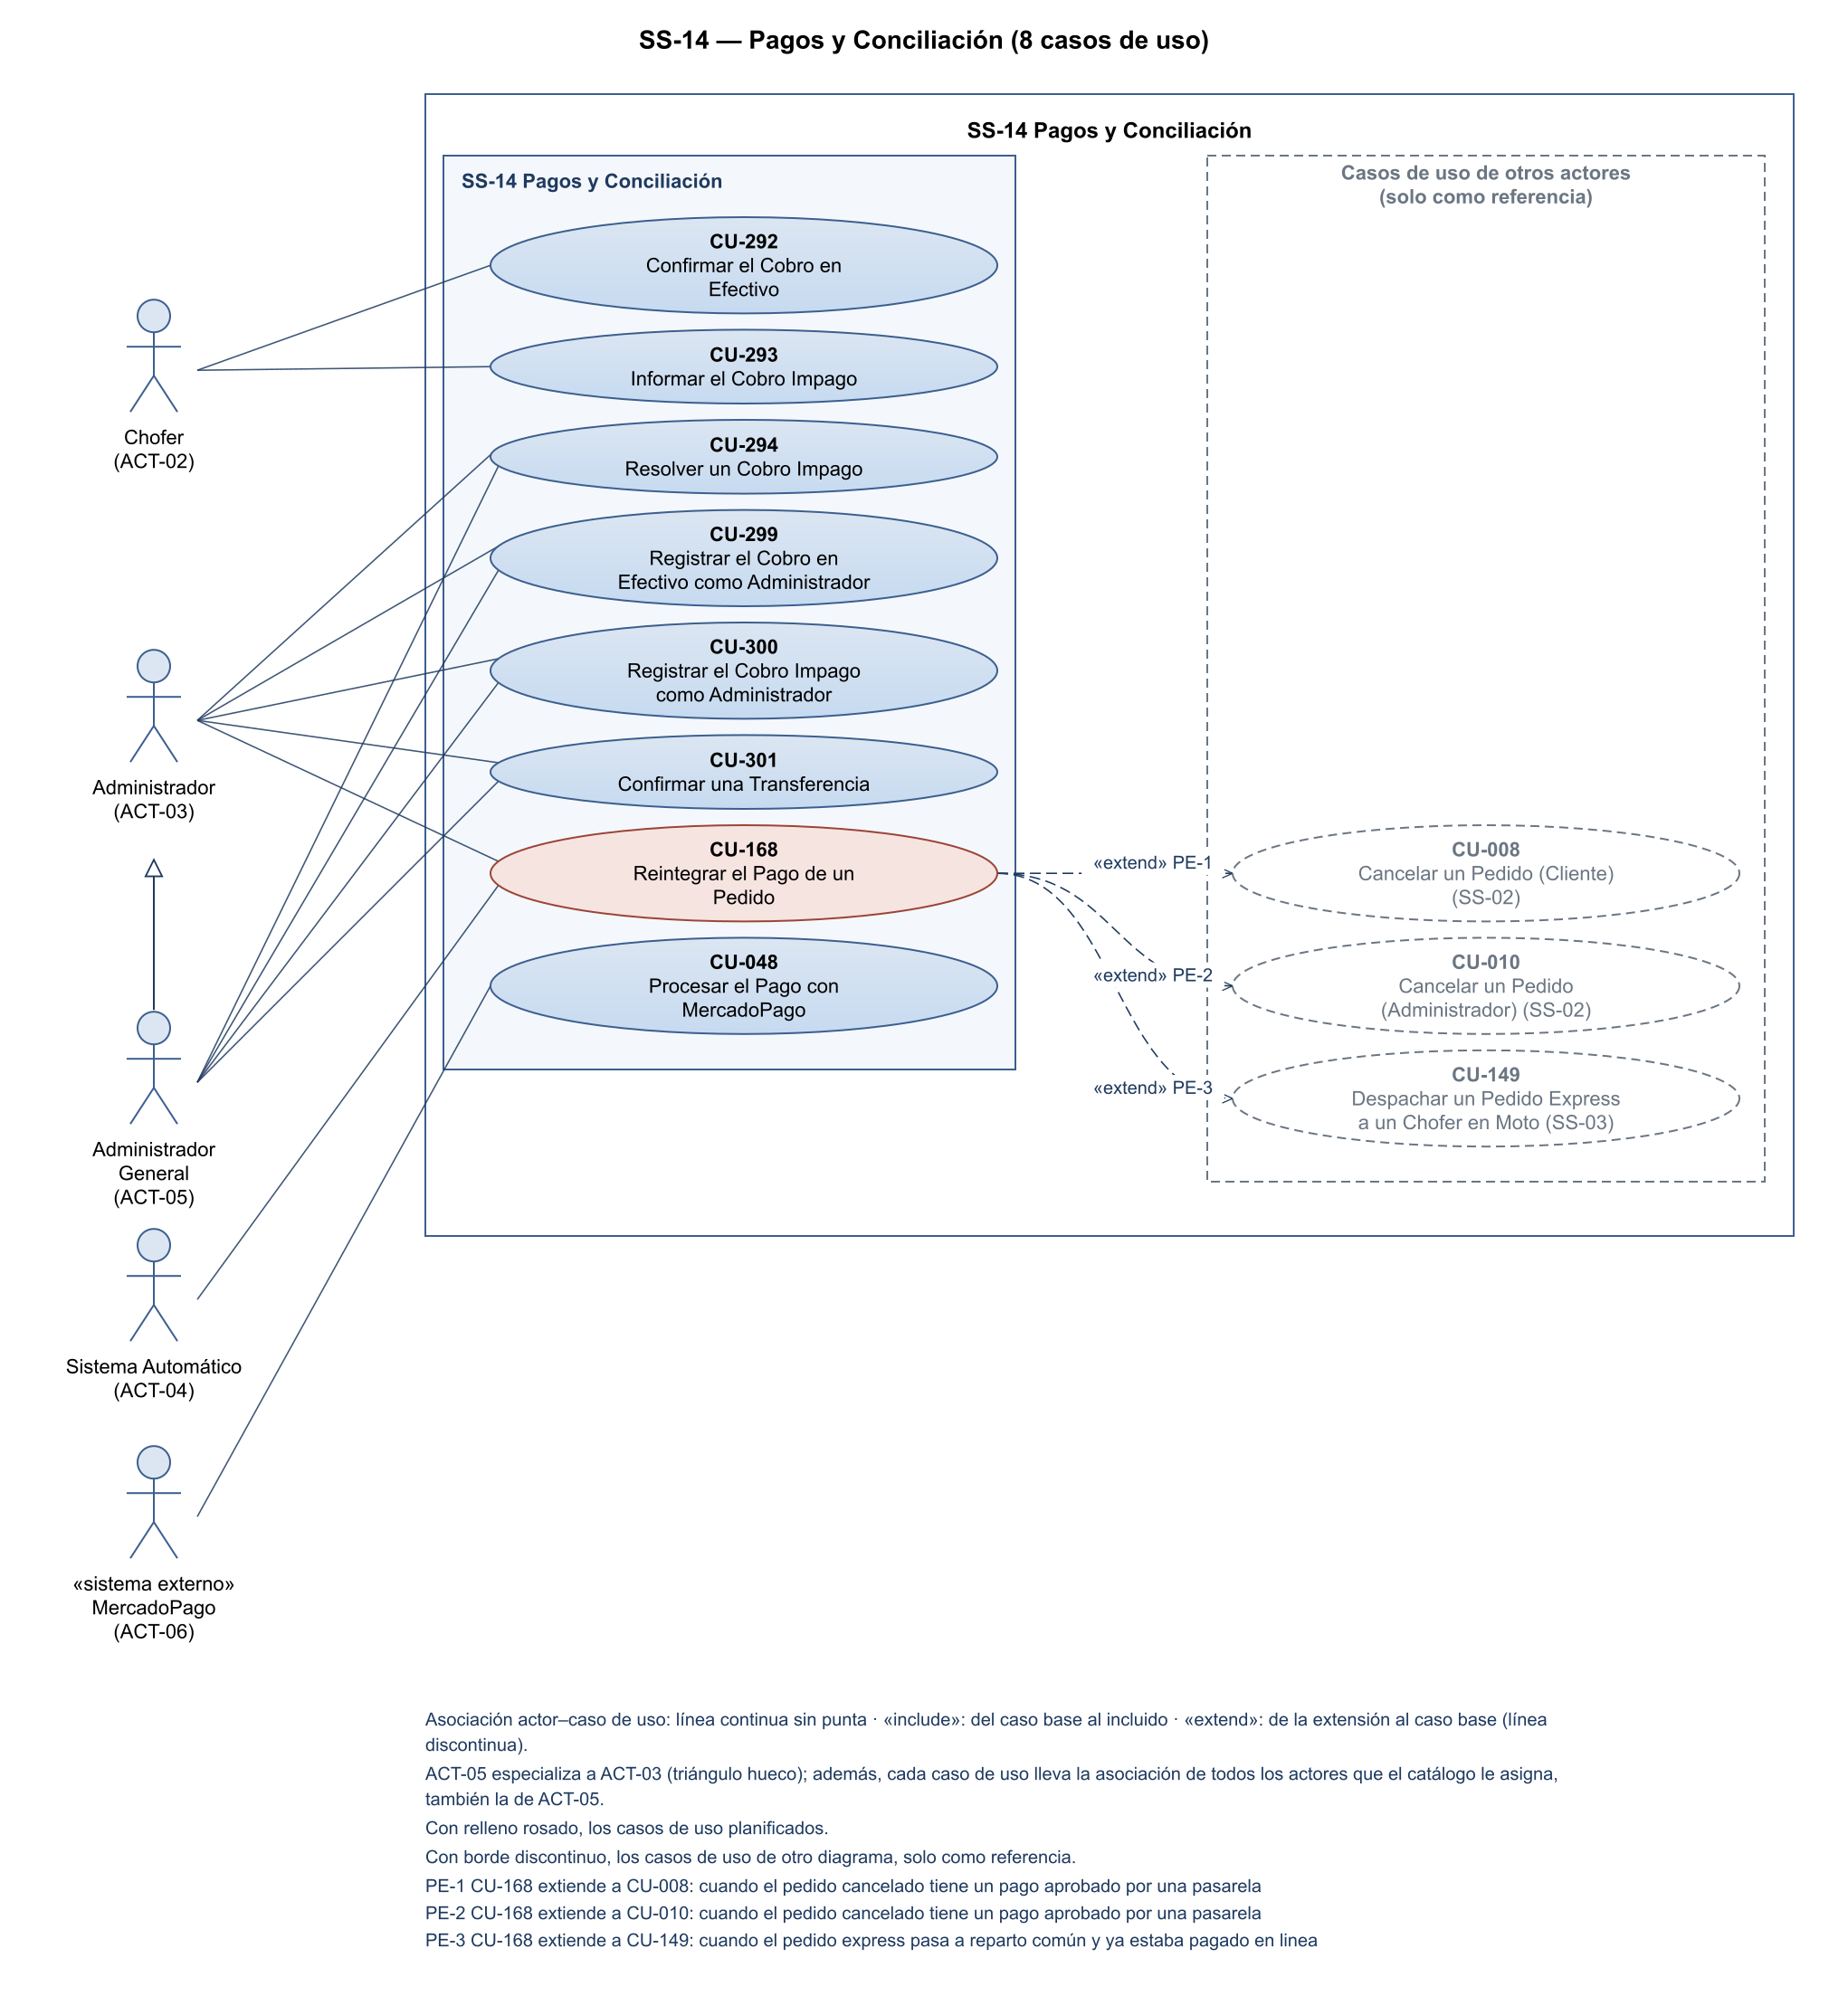 SS-14 — Pagos y Conciliación (8 casos de uso)
SS-14 Pagos y Conciliación
SS-14 Pagos y Conciliación
Casos de uso de otros actores
(solo como referencia)
CU-292
Confirmar el Cobro en
Efectivo
CU-293
Informar el Cobro Impago
Chofer
(ACT-02)
CU-294
Resolver un Cobro Impago
CU-299
Registrar el Cobro en
Efectivo como Administrador
CU-300
Registrar el Cobro Impago
como Administrador
Administrador
(ACT-03)
CU-301
Confirmar una Transferencia
CU-168
Reintegrar el Pago de un
Pedido
«extend» PE-1
CU-008
Cancelar un Pedido (Cliente)
(SS-02)
CU-048
Procesar el Pago con
MercadoPago
«extend» PE-2
CU-010
Cancelar un Pedido
(Administrador) (SS-02)
«extend» PE-3
CU-149
Despachar un Pedido Express
a un Chofer en Moto (SS-03)
Administrador
General
(ACT-05)
Sistema Automático
(ACT-04)
«sistema externo»
MercadoPago
(ACT-06)
Asociación actor–caso de uso: línea continua sin punta · «include»: del caso base al incluido · «extend»: de la extensión al caso base (línea
discontinua).
ACT-05 especializa a ACT-03 (triángulo hueco); además, cada caso de uso lleva la asociación de todos los actores que el catálogo le asigna,
también la de ACT-05.
Con relleno rosado, los casos de uso planificados.
Con borde discontinuo, los casos de uso de otro diagrama, solo como referencia.
PE-1 CU-168 extiende a CU-008: cuando el pedido cancelado tiene un pago aprobado por una pasarela
PE-2 CU-168 extiende a CU-010: cuando el pedido cancelado tiene un pago aprobado por una pasarela
PE-3 CU-168 extiende a CU-149: cuando el pedido express pasa a reparto común y ya estaba pagado en linea